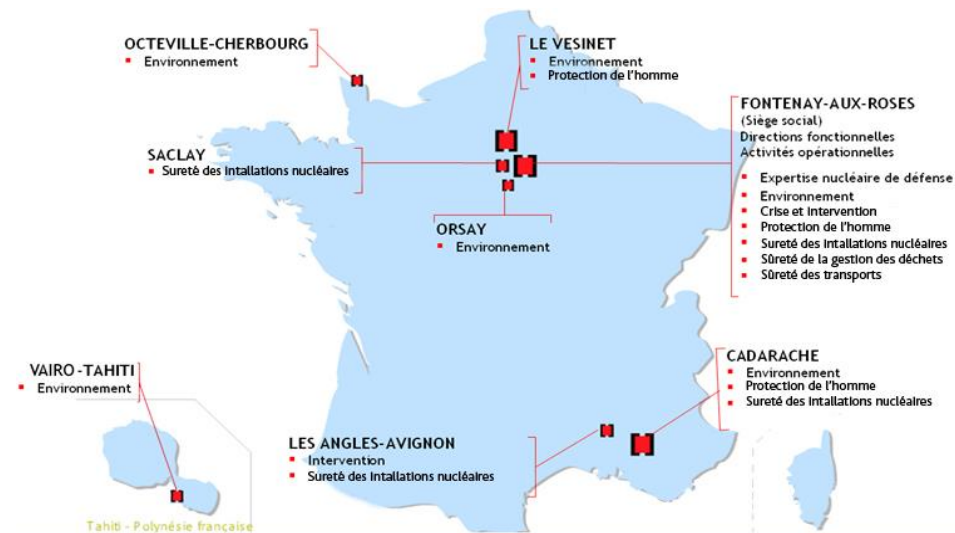 OCTEVILLE-CHERBOURG
Environnement
LE VESINET
Environnement
Protection de l'homme
FONTENAY-AUX-ROSES
(Siège social)
Directions fonctionnelles
Activités opérationnelles
Expertise nucléaire de défense
Environnement
Crise et intervention
Protection de l'homme
Sureté des intallations nucléaires
Sûreté de la gestion des déchets
Sûreté des transports
SACLAY
Sureté des intallations nucléaires
ORSAY
Environnement
CADARACHE
Environnement
Protection de l'homme
Sureté des intallations nucléaires
VAIRO-TAHITI
Environnement
LES ANGLES-AVIGNON
Intervention
Sureté des intallations nucléaires
Tahiti - Polynésie française